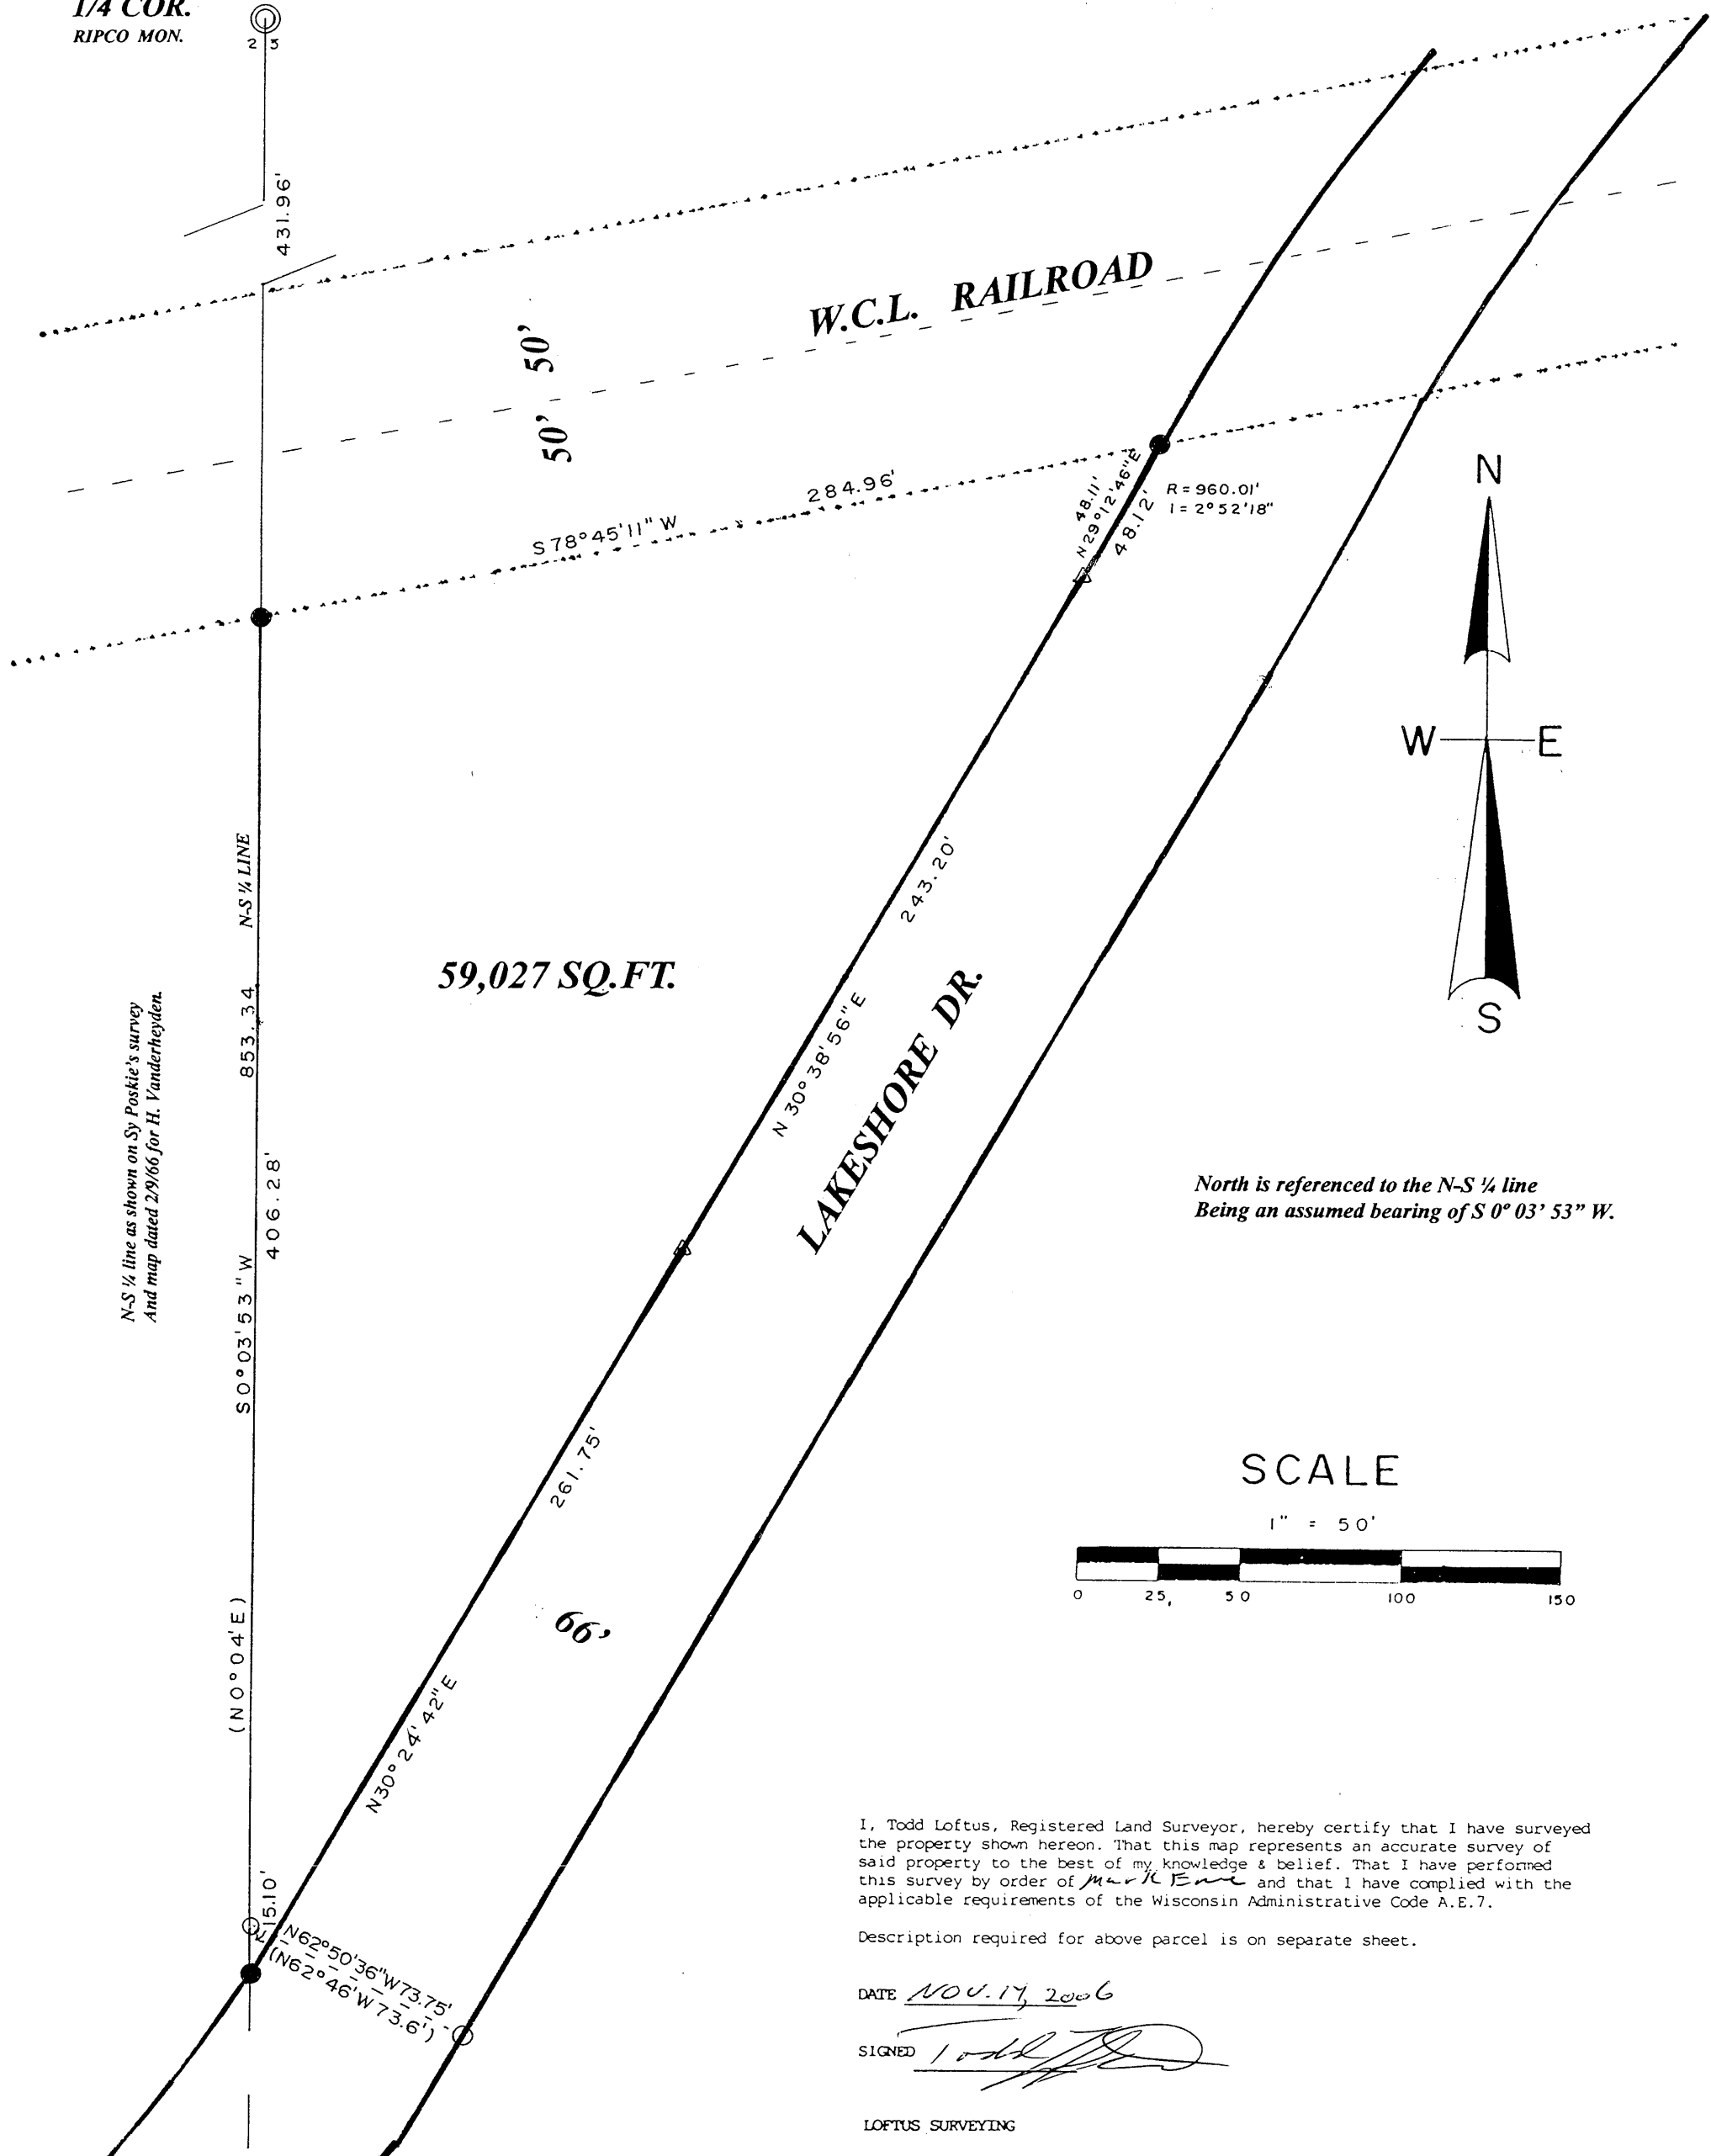 1/4 COR.
RIPCO MON.
2 3
431.96'
W.C.L. RAILROAD
50' 50'
284.96'
S 78° 45' 11" W
48.11'
N 29° 12' 46" E
48.12'
R = 960.01'
I = 2° 52' 18"
N
W E
S
N-S ¼ LINE
853.34
243.20'
59,027 SQ.FT.
N-S ¼ line as shown on Sy Poskie's survey
And map dated 2/9/66 for H. Vanderheyden.
N 30° 38' 56" E
LAKESHORE DR.
406.28'
S 0° 03' 53" W
North is referenced to the N-S ¼ line
Being an assumed bearing of S 0° 03' 53" W.
261.75'
SCALE
1" = 50'
0 25, 50 100 150
66'
(N 0° 04' E)
N30° 24' 42" E
15.10'
N62° 50' 36" W 73.75'
(N62° 46' W 73.6')
I, Todd Loftus, Registered Land Surveyor, hereby certify that I have surveyed
the property shown hereon. That this map represents an accurate survey of
said property to the best of my knowledge & belief. That I have performed
this survey by order of Mark and that I have complied with the
applicable requirements of the Wisconsin Administrative Code A.E.7.
Description required for above parcel is on separate sheet.
DATE NOV. 17, 2006
SIGNED Todd
LOFTUS SURVEYING